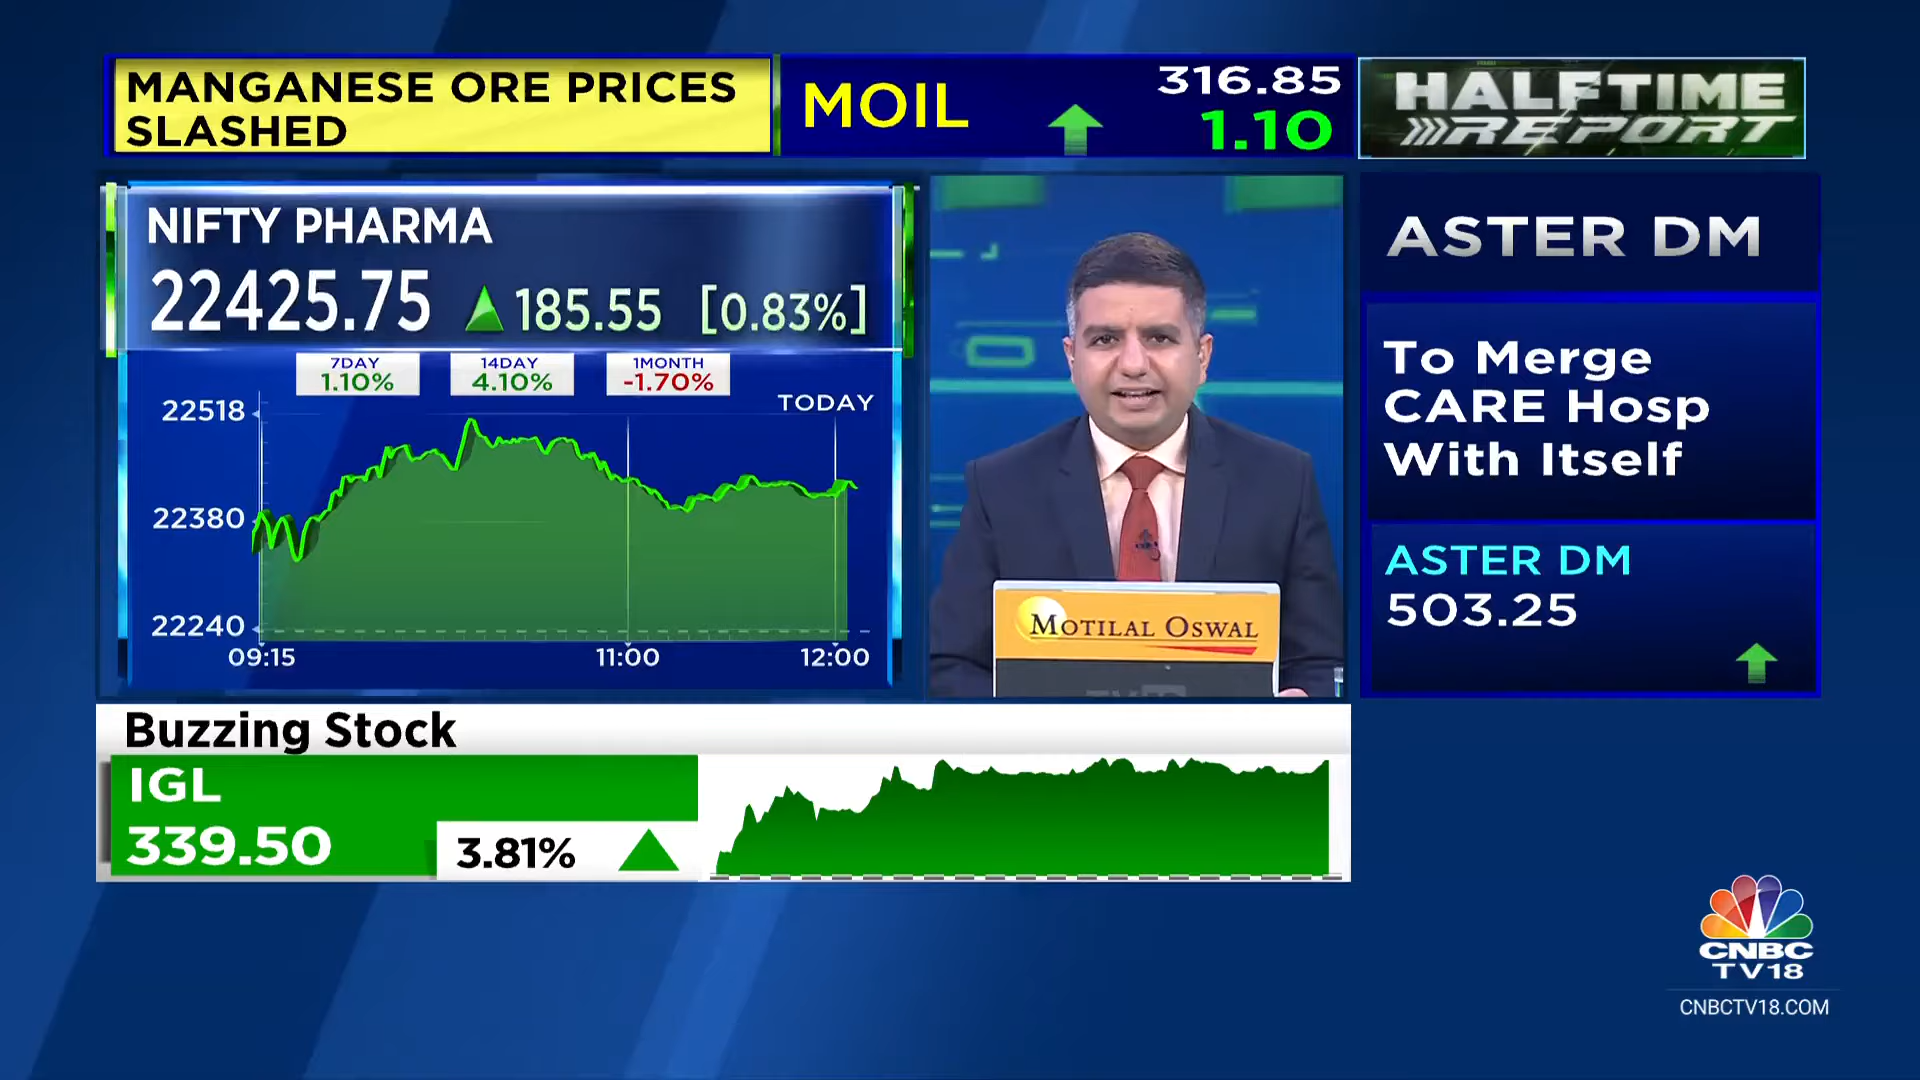 MANGANESE ORE PRICES
SLASHED
MOIL
316.85
1.10
HALFTIME
REPORT
NIFTY PHARMA
22425.75
185.55
[0.83%]
7DAY
1.10%
14DAY
4.10%
1MONTH
-1.70%
TODAY
22518
22380
22240
09:15
11:00
12:00
MOTILAL OSWAL
ASTER DM
To Merge
CARE Hosp
With Itself
ASTER DM
503.25
Buzzing Stock
IGL
339.50
3.81%
CNBC
TV18
CNBCTV18.COM